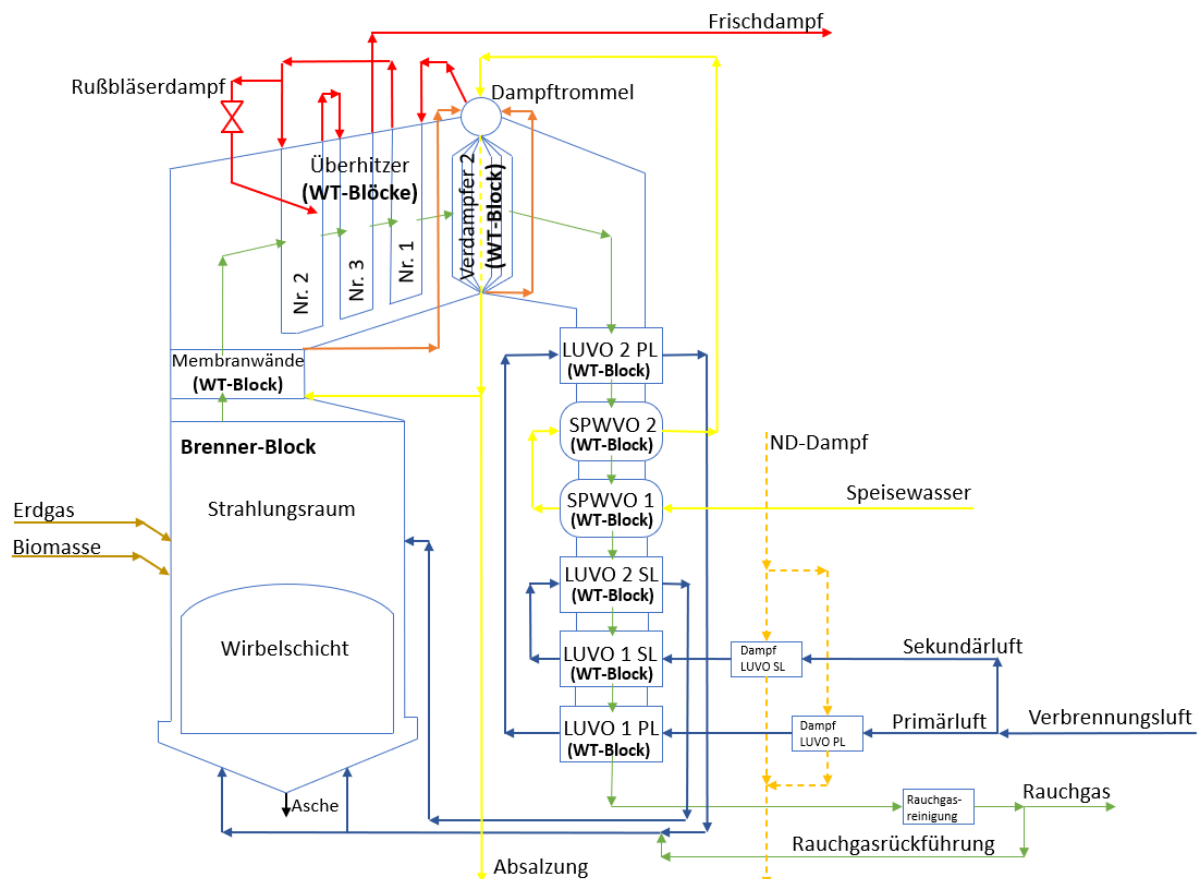 Frischdampf
Rußbläserdampf
Dampftrommel
Überhitzer
(WT-Blöcke)
Nr. 2
Nr. 3
Nr. 1
Verdampfer 2
(WT-Block)
Membranwände
(WT-Block)
LUVO 2 PL
(WT-Block)
SPWVO 2
(WT-Block)
SPWVO 1
(WT-Block)
LUVO 2 SL
(WT-Block)
LUVO 1 SL
(WT-Block)
LUVO 1 PL
(WT-Block)
Brenner-Block
Strahlungsraum
Wirbelschicht
Erdgas
Biomasse
Asche
ND-Dampf
Speisewasser
Dampf
LUVO SL
Sekundärluft
Dampf
LUVO PL
Primärluft
Verbrennungsluft
Rauchgas-
reinigung
Rauchgas
Rauchgasrückführung
Absalzung